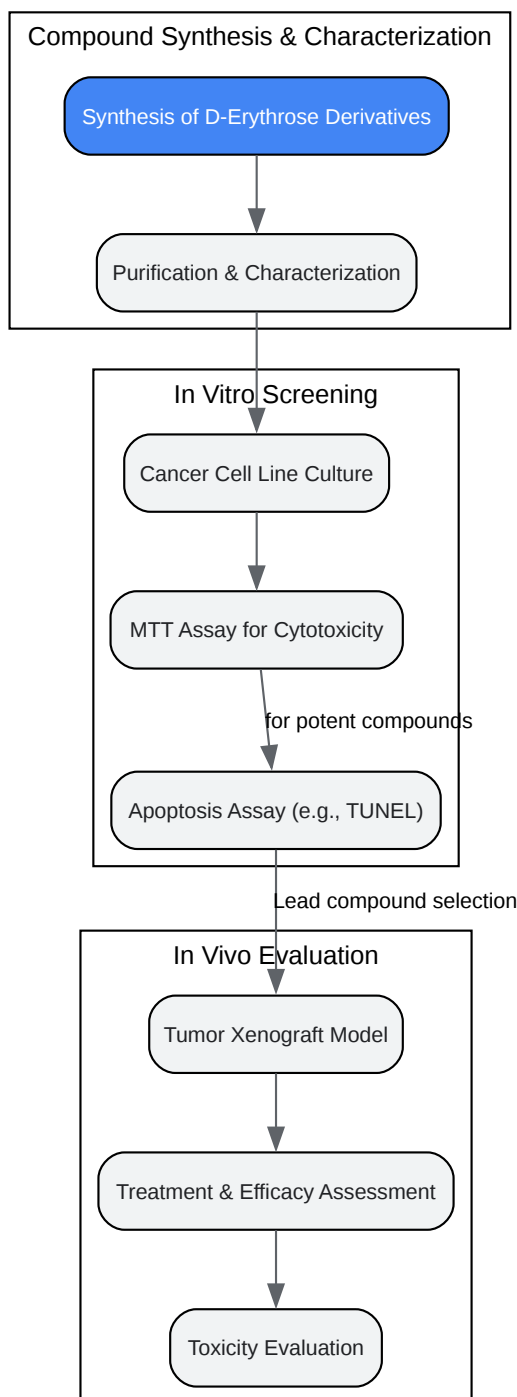 Compound Synthesis & Characterization
Synthesis of D-Erythrose Derivatives
Purification & Characterization
In Vitro Screening
Cancer Cell Line Culture
MTT Assay for Cytotoxicity
for potent compounds
Apoptosis Assay (e.g., TUNEL)
Lead compound selection
In Vivo Evaluation
Tumor Xenograft Model
Treatment & Efficacy Assessment
Toxicity Evaluation